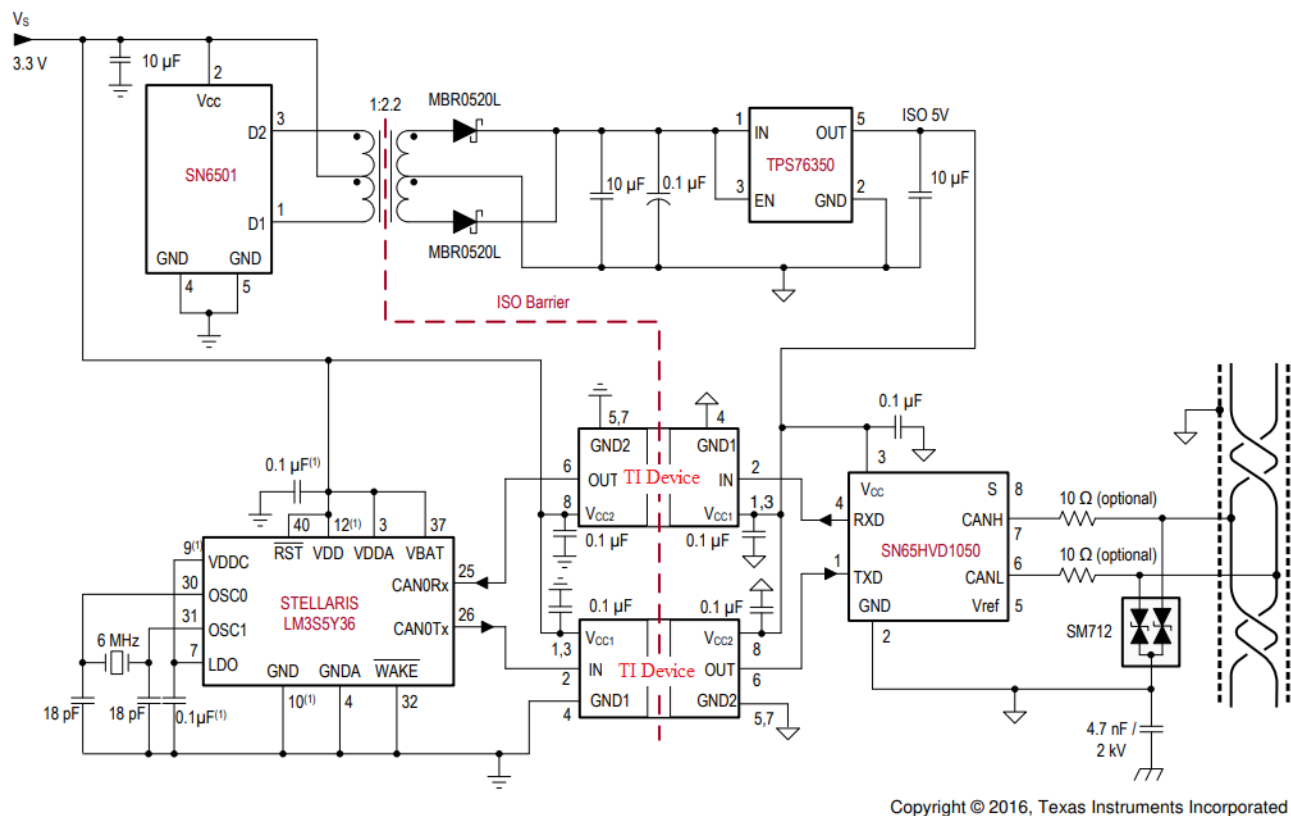 VS
3.3 V
10 µF
2
Vcc
D2
3
SN6501
D1
1
GND
GND
4
5
1:2.2
MBR0520L
MBR0520L
10 µF
0.1 µF
1
IN
OUT
5
TPS76350
3
EN
GND
2
ISO 5V
10 µF
ISO Barrier
5,7
GND2
6
OUT
8
VCC2
0.1 µF
TI Device
4
GND1
IN
2
VCC1
1,3
0.1 µF
0.1 µF(1)
40
12(1)
3
37
RST
VDD
VDDA
VBAT
9(1)
VDDC
30
OSC0
31
OSC1
7
LDO
STELLARIS
LM3S5Y36
CAN0Rx
25
CAN0Tx
26
GND
GNDA
WAKE
10(1)
4
32
6 MHz
18 pF
18 pF
0.1µF(1)
0.1 µF
VCC1
1,3
IN
2
GND1
4
TI Device
0.1 µF
VCC2
8
OUT
6
GND2
5,7
0.1 µF
3
VCC
S
8
4
RXD
CANH
7
SN65HVD1050
1
TXD
CANL
6
GND
Vref
5
2
10 Ω (optional)
10 Ω (optional)
SM712
4.7 nF /
2 kV
Copyright © 2016, Texas Instruments Incorporated